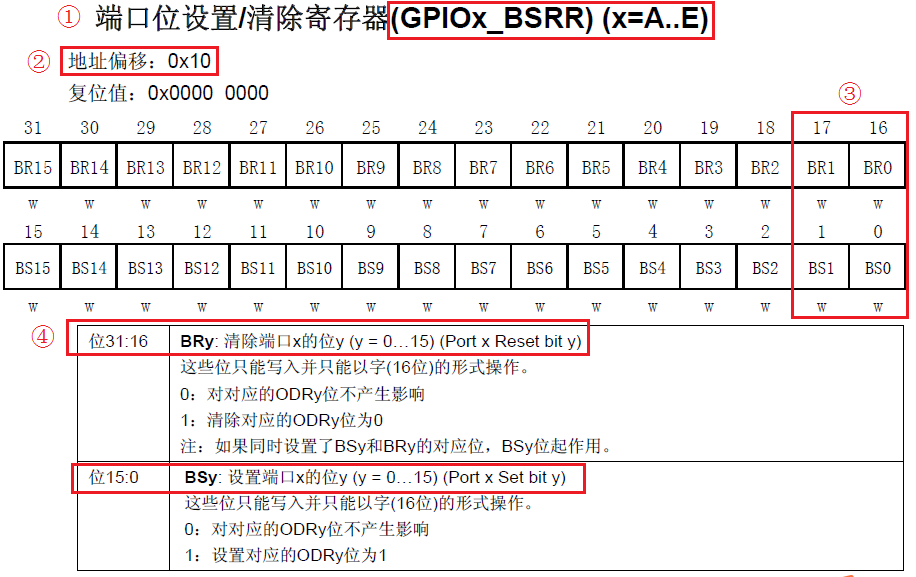 ① 端口位设置/清除寄存器(GPIOx_BSRR) (x=A..E)
② 地址偏移：0x10
复位值：0x0000 0000
③
31 30 29 28 27 26 25 24 23 22 21 20 19 18 17 16
BR15 BR14 BR13 BR12 BR11 BR10 BR9 BR8 BR7 BR6 BR5 BR4 BR3 BR2 BR1 BR0
w w w w w w w w w w w w w w w w
15 14 13 12 11 10 9 8 7 6 5 4 3 2 1 0
BS15 BS14 BS13 BS12 BS11 BS10 BS9 BS8 BS7 BS6 BS5 BS4 BS3 BS2 BS1 BS0
w w w w w w w w w w w w w w w w
④ 位31:16 BRy: 清除端口x的位y (y = 0…15) (Port x Reset bit y)
这些位只能写入并只能以字(16位)的形式操作。
0：对对应的ODRy位不产生影响
1：清除对应的ODRy位为0
注：如果同时设置了BSy和BRy的对应位，BSy位起作用。
位15:0 BSy: 设置端口x的位y (y = 0…15) (Port x Set bit y)
这些位只能写入并只能以字(16位)的形式操作。
0：对对应的ODRy位不产生影响
1：设置对应的ODRy位为1